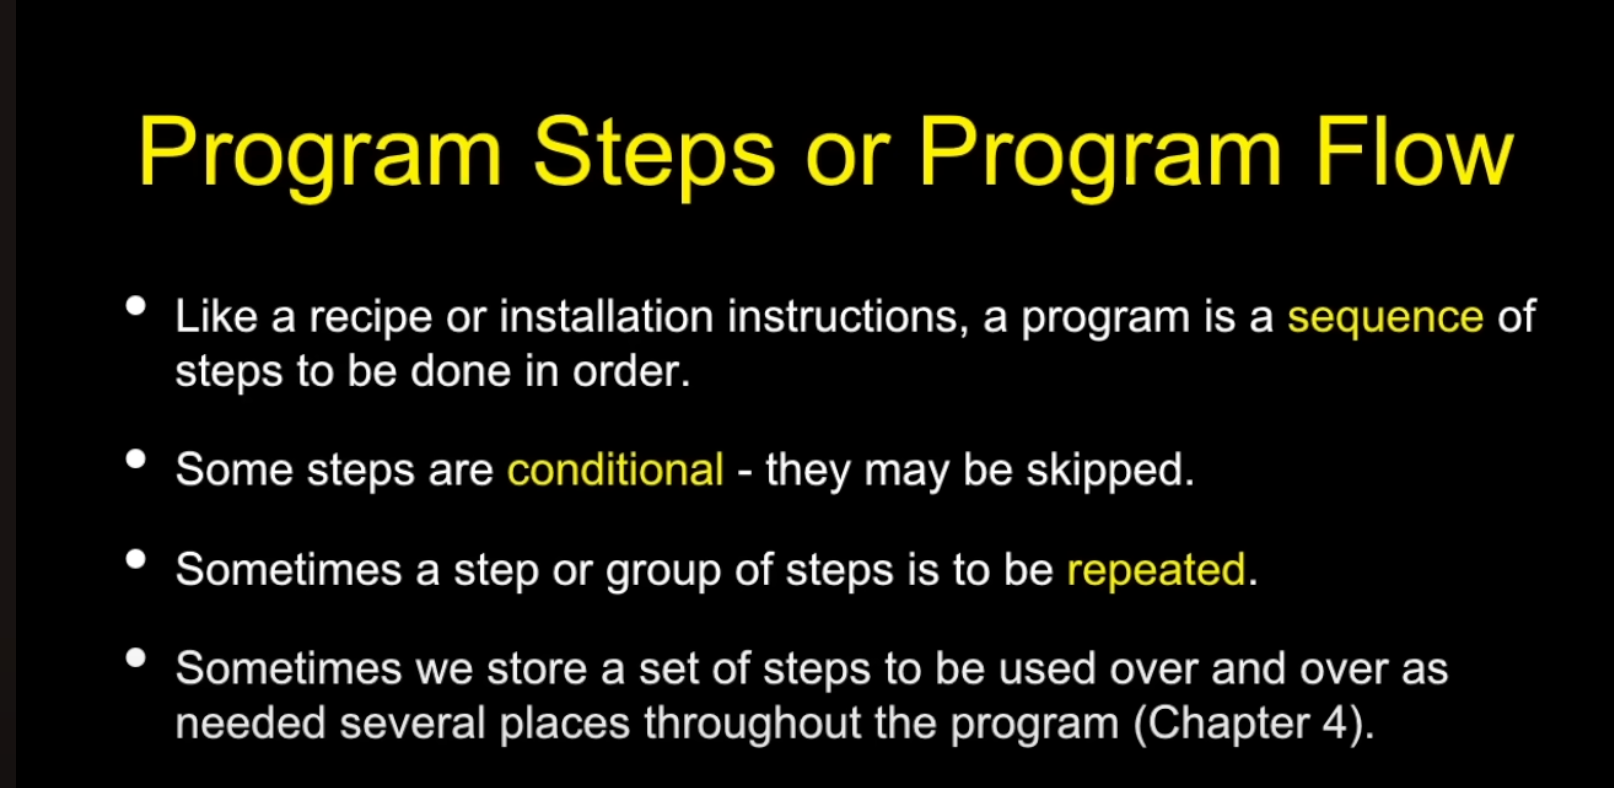 Program Steps or Program Flow
• Like a recipe or installation instructions, a program is a sequence of
steps to be done in order.
• Some steps are conditional - they may be skipped.
• Sometimes a step or group of steps is to be repeated.
• Sometimes we store a set of steps to be used over and over as
needed several places throughout the program (Chapter 4).